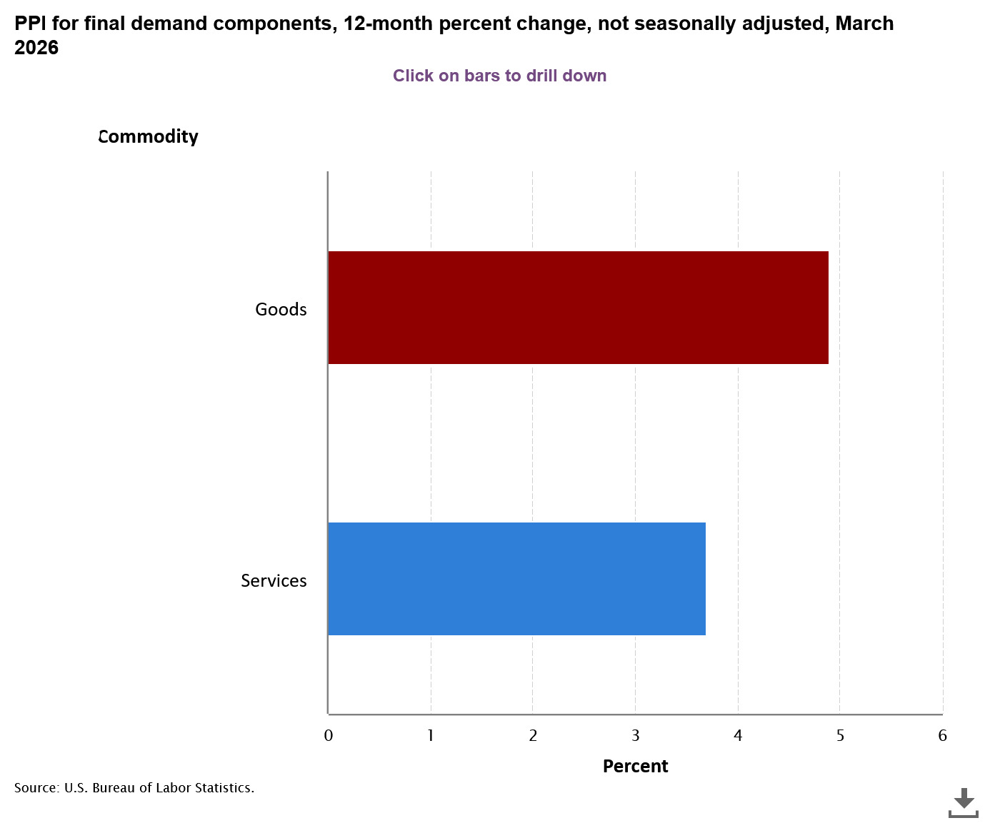 PPI for final demand components, 12-month percent change, not seasonally adjusted, March
2026
Click on bars to drill down
Commodity
Goods
Services
0 1 2 3 4 5 6
Percent
Source: U.S. Bureau of Labor Statistics.